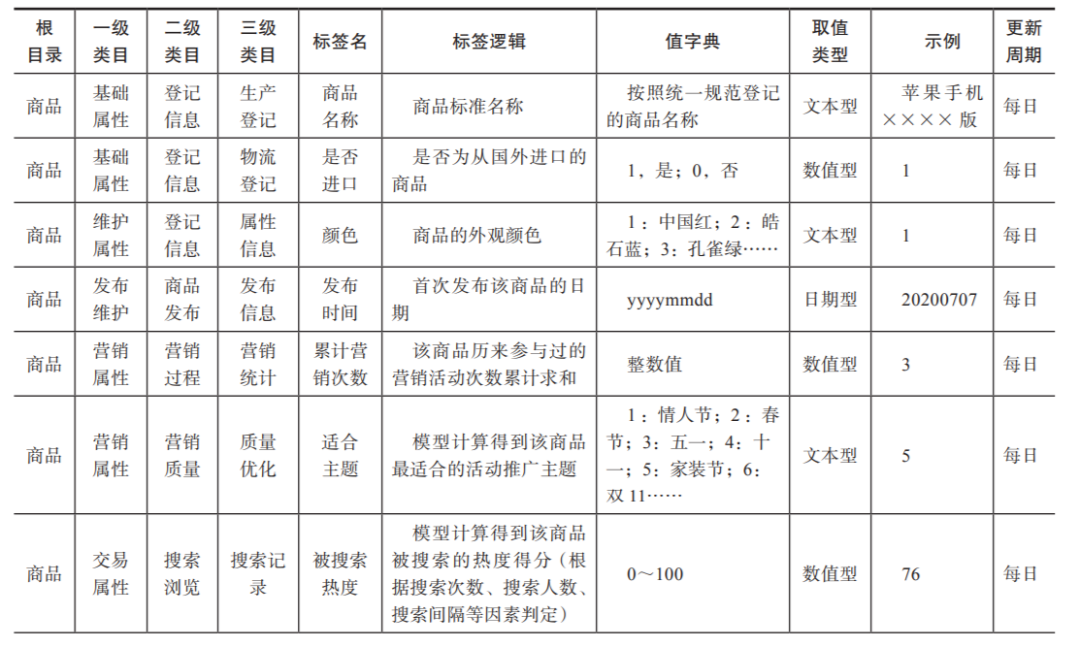 根目录 一级类目 二级类目 三级类目 标签名 标签逻辑 值字典 取值类型 示例 更新周期
商品 基础属性 登记信息 生产登记 商品名称 商品标准名称 按照统一规范登记的商品名称 文本型 苹果手机××××版 每日
商品 基础属性 登记信息 物流登记 是否进口 是否为从国外进口的商品 1,是;0,否 数值型 1 每日
商品 维护属性 登记信息 属性信息 颜色 商品的外观颜色 1:中国红;2:皓石蓝;3:孔雀绿…… 文本型 1 每日
商品 发布维护 商品发布 发布信息 发布时间 首次发布该商品的日期 yyyymmdd 日期型 20200707 每日
商品 营销属性 营销过程 营销统计 累计营销次数 该商品历来参与过的营销活动次数累计求和 整数值 数值型 3 每日
商品 营销属性 营销质量 质量优化 适合主题 模型计算得到该商品最适合的活动推广主题 1:情人节;2:春节;3:五一;4:十一;5:家装节;6:双11…… 文本型 5 每日
商品 交易属性 搜索浏览 搜索记录 被搜索热度 模型计算得到该商品被搜索的热度得分(根据搜索次数、搜索人数、搜索间隔等因素判定) 0~100 数值型 76 每日